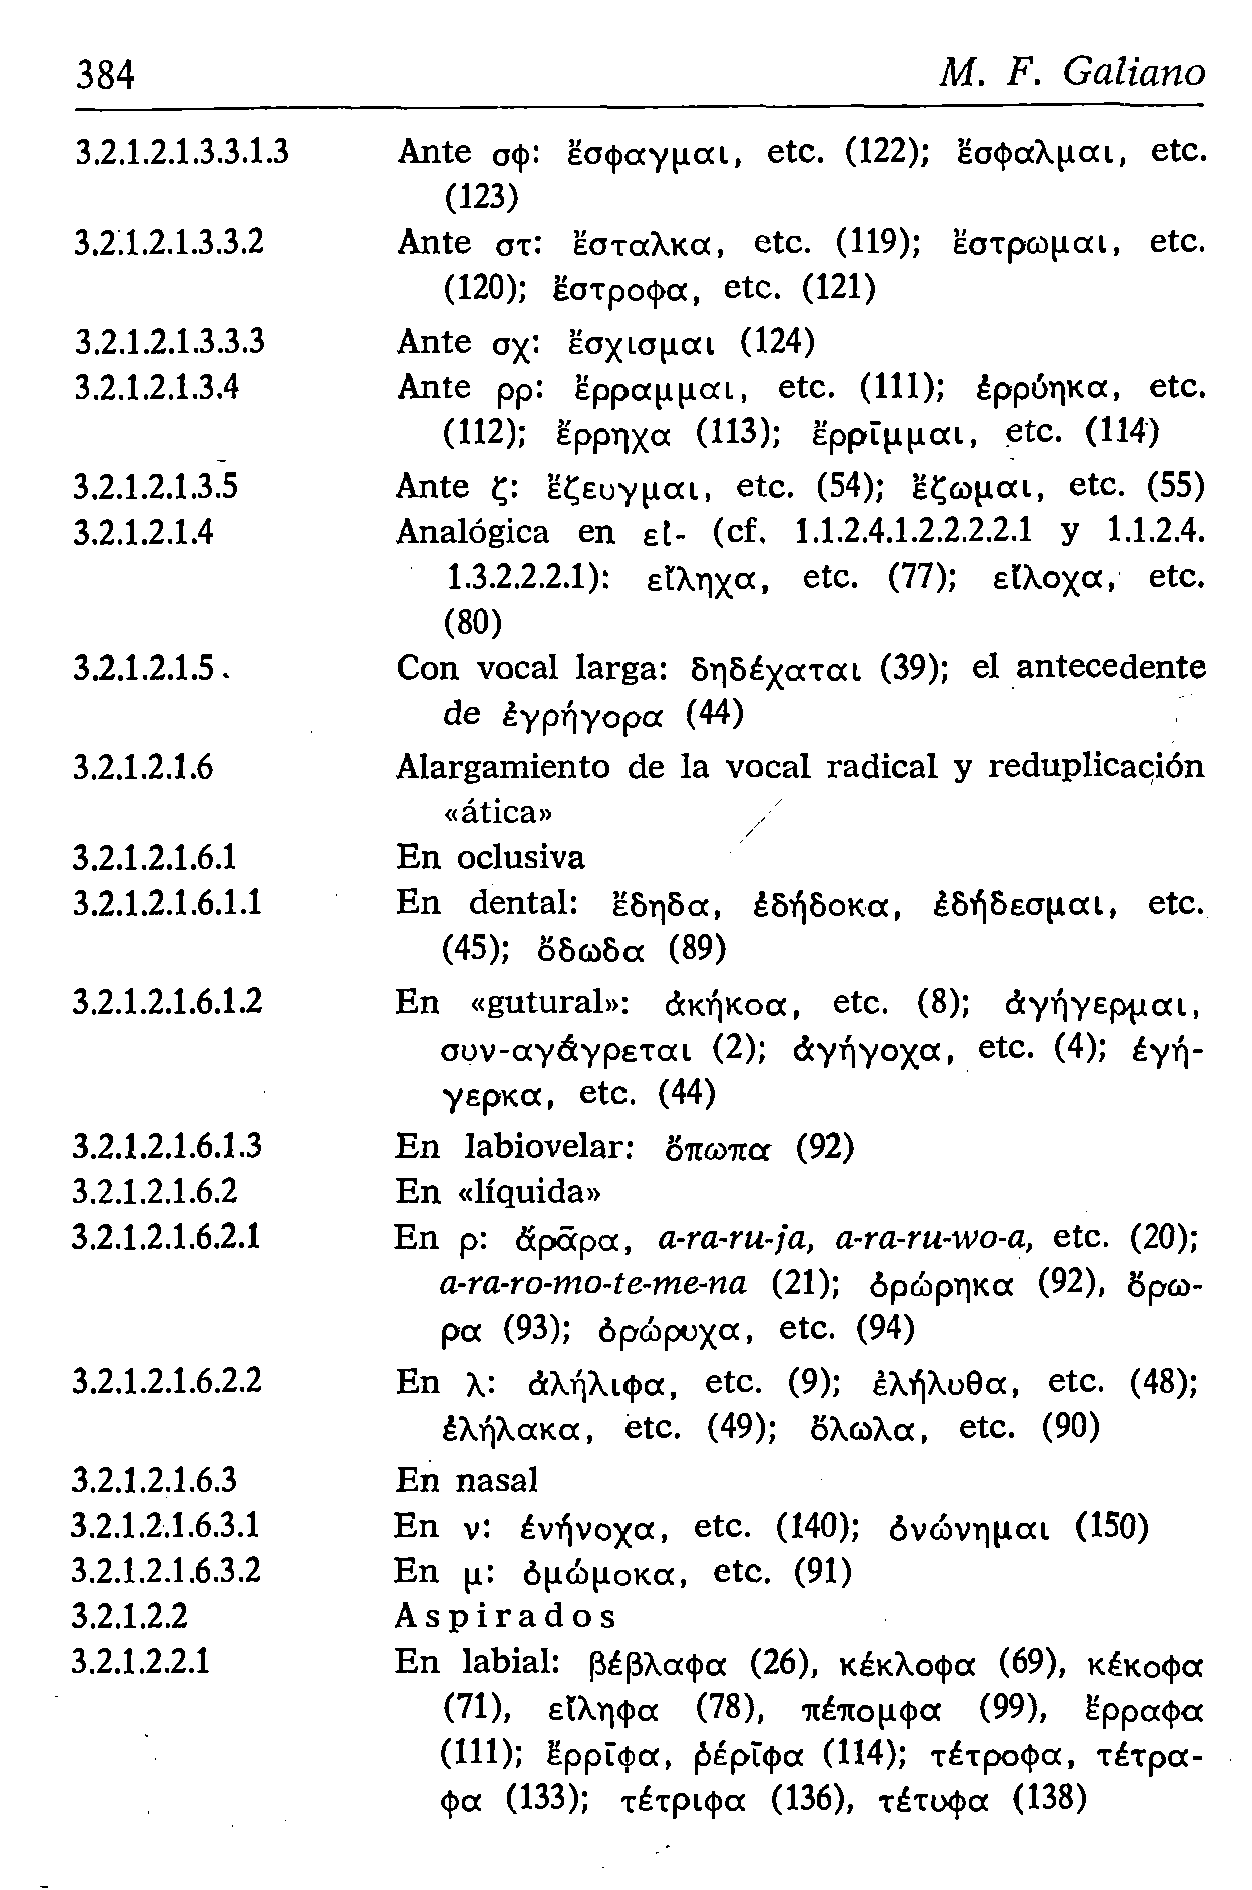 384 M. F. Galiano
3.2.1.2.1.3.3.1.3 Ante σφ: ἔσφαγμαι, etc. (122); ἔσφαλμαι, etc.
(123)
3.2.1.2.1.3.3.2 Ante στ: ἔσταλκα, etc. (119); ἔστρωμαι, etc.
(120); ἔστροφα, etc. (121)
3.2.1.2.1.3.3.3 Ante σχ: ἔσχισμαι (124)
3.2.1.2.1.3.4 Ante ρρ: ἔρραμμαι, etc. (111); ἐρρύηκα, etc.
(112); ἔρρηχα (113); ἔρρῑμμαι, etc. (114)
3.2.1.2.1.3.5 Ante ζ: ἔζευγμαι, etc. (54); ἔζωμαι, etc. (55)
3.2.1.2.1.4 Analógica en εἰ- (cf. 1.1.2.4.1.2.2.2.2.1 y 1.1.2.4.
1.3.2.2.2.1): εἴληχα, etc. (77); εἴλοχα, etc.
(80)
3.2.1.2.1.5. Con vocal larga: δηδέχαται (39); el antecedente
de ἐγρήγορα (44)
3.2.1.2.1.6 Alargamiento de la vocal radical y reduplicación
«ática»
3.2.1.2.1.6.1 En oclusiva
3.2.1.2.1.6.1.1 En dental: ἔδηδα, ἐδήδοκα, ἐδήδεσμαι, etc.
(45); ὄδωδα (89)
3.2.1.2.1.6.1.2 En «gutural»: ἀκήκοα, etc. (8); ἀγήγερμαι,
συν-αγάγρεται (2); ἀγήγοχα, etc. (4); ἐγή-
γερκα, etc. (44)
3.2.1.2.1.6.1.3 En labiovelar: ὄπωπα (92)
3.2.1.2.1.6.2 En «líquida»
3.2.1.2.1.6.2.1 En ρ: ἄρᾱρα, a-ra-ru-ja, a-ra-ru-wo-a, etc. (20);
a-ra-ro-mo-te-me-na (21); ὀρώρηκα (92), ὄρω-
ρα (93); ὀρώρυχα, etc. (94)
3.2.1.2.1.6.2.2 En λ: ἀλήλιφα, etc. (9); ἐλήλυθα, etc. (48);
ἐλήλακα, etc. (49); ὄλωλα, etc. (90)
3.2.1.2.1.6.3 En nasal
3.2.1.2.1.6.3.1 En ν: ἐνήνοχα, etc. (140); ὀνώνημαι (150)
3.2.1.2.1.6.3.2 En μ: ὀμώμοκα, etc. (91)
3.2.1.2.2 Aspirados
3.2.1.2.2.1 En labial: βέβλαφα (26), κέκλοφα (69), κέκοφα
(71), εἴληφα (78), πέπομφα (99), ἔρραφα
(111); ἔρρῑφα, ῥέρῑφα (114); τέτροφα, τέτρα-
φα (133); τέτριφα (136), τέτυφα (138)